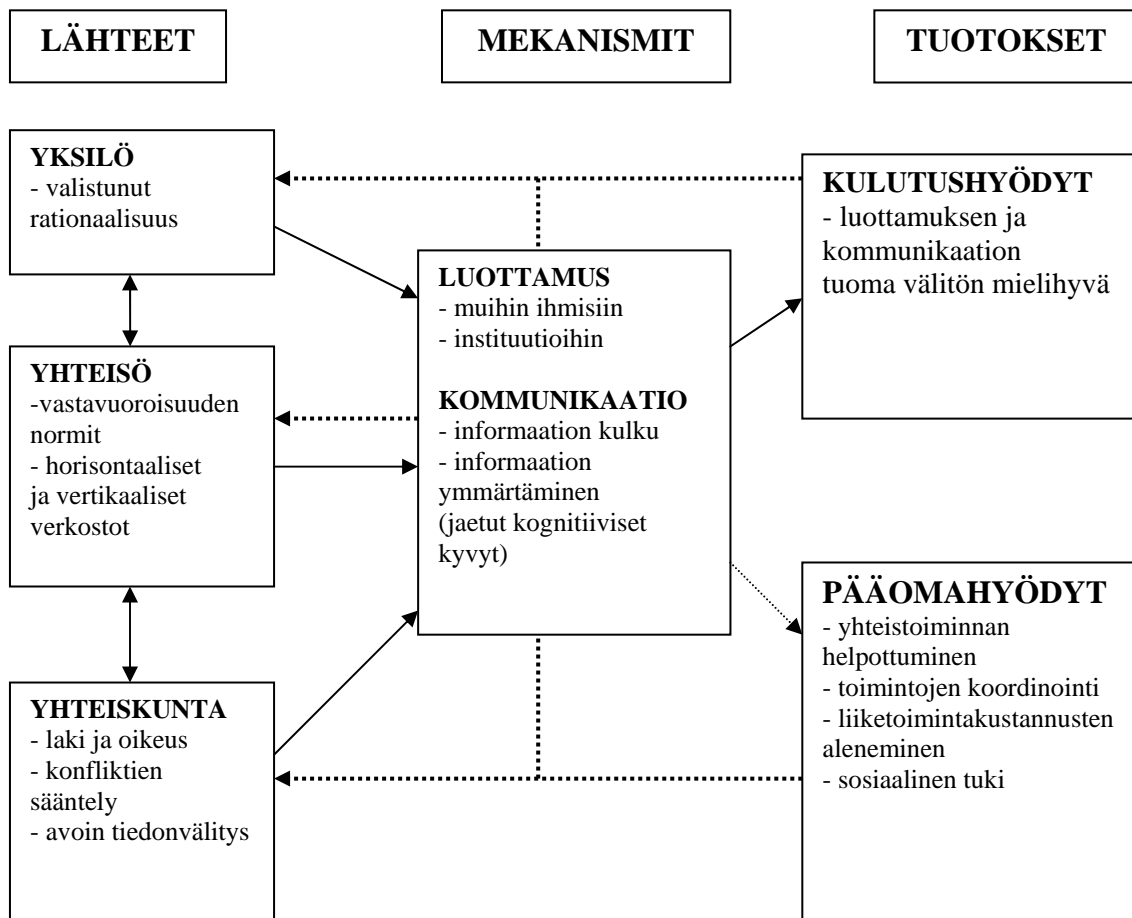 LÄHTEET
MEKANISMIT
TUOTOKSET
YKSILÖ
- valistunut
rationaalisuus
YHTEISÖ
-vastavuoroisuuden
normit
- horisontaaliset
ja vertikaaliset
verkostot
YHTEISKUNTA
- laki ja oikeus
- konfliktien
sääntely
- avoin tiedonvälitys
LUOTTAMUS
- muihin ihmisiin
- instituutioihin
KOMMUNIKAATIO
- informaation kulku
- informaation
ymmärtäminen
(jaetut kognitiiviset
kyvyt)
KULUTUSHYÖDYT
- luottamuksen ja
kommunikaation
tuoma välitön mielihyvä
PÄÄOMAHYÖDYT
- yhteistoiminnan
helpottuminen
- toimintojen koordinointi
- liiketoimintakustannusten
aleneminen
- sosiaalinen tuki